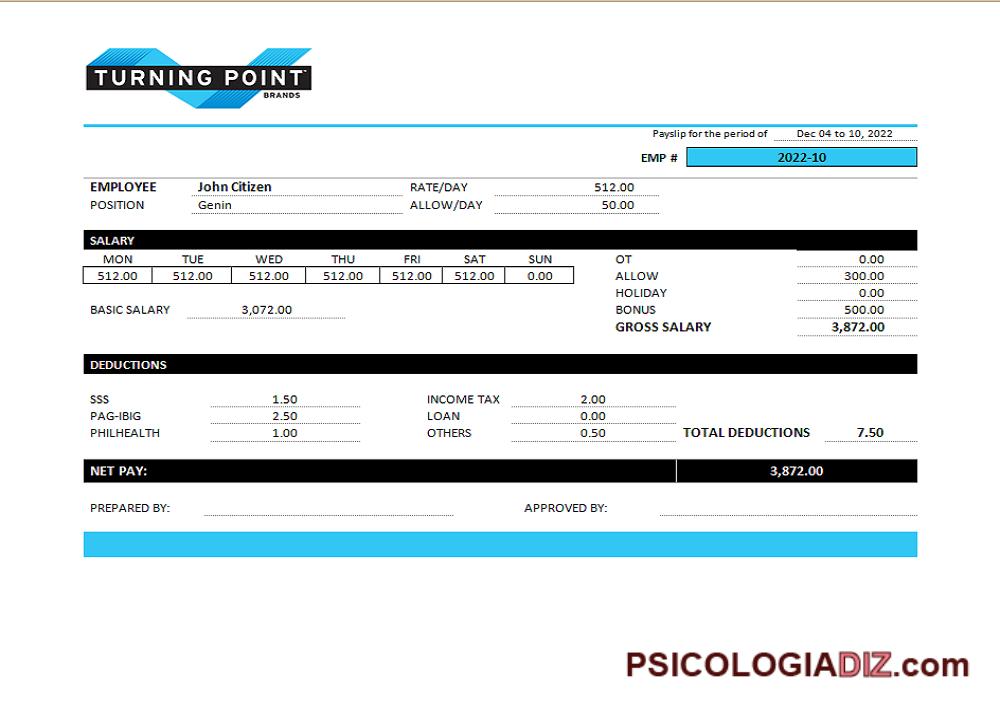 TURNING POINT
BRANDS
Payslip for the period of Dec 04 to 10, 2022
EMP # 2022-10
EMPLOYEE John Citizen RATE/DAY 512.00
POSITION Genin ALLOW/DAY 50.00
SALARY
MON TUE WED THU FRI SAT SUN OT 0.00
512.00 512.00 512.00 512.00 512.00 512.00 0.00 ALLOW 300.00
HOLIDAY 0.00
BASIC SALARY 3,072.00 BONUS 500.00
GROSS SALARY 3,872.00
DEDUCTIONS
SSS 1.50 INCOME TAX 2.00
PAG-IBIG 2.50 LOAN 0.00
PHILHEALTH 1.00 OTHERS 0.50 TOTAL DEDUCTIONS 7.50
NET PAY: 3,872.00
PREPARED BY: APPROVED BY:
PSICOLOGIADIZ.com